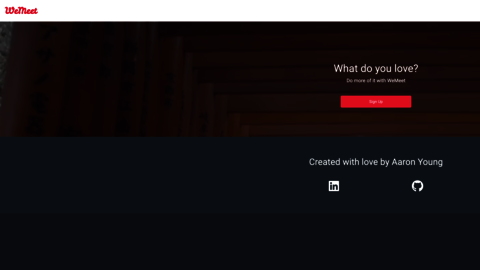 WeMeet
What do you love?
Do more of it with WeMeet
Sign Up
Created with love by Aaron Young